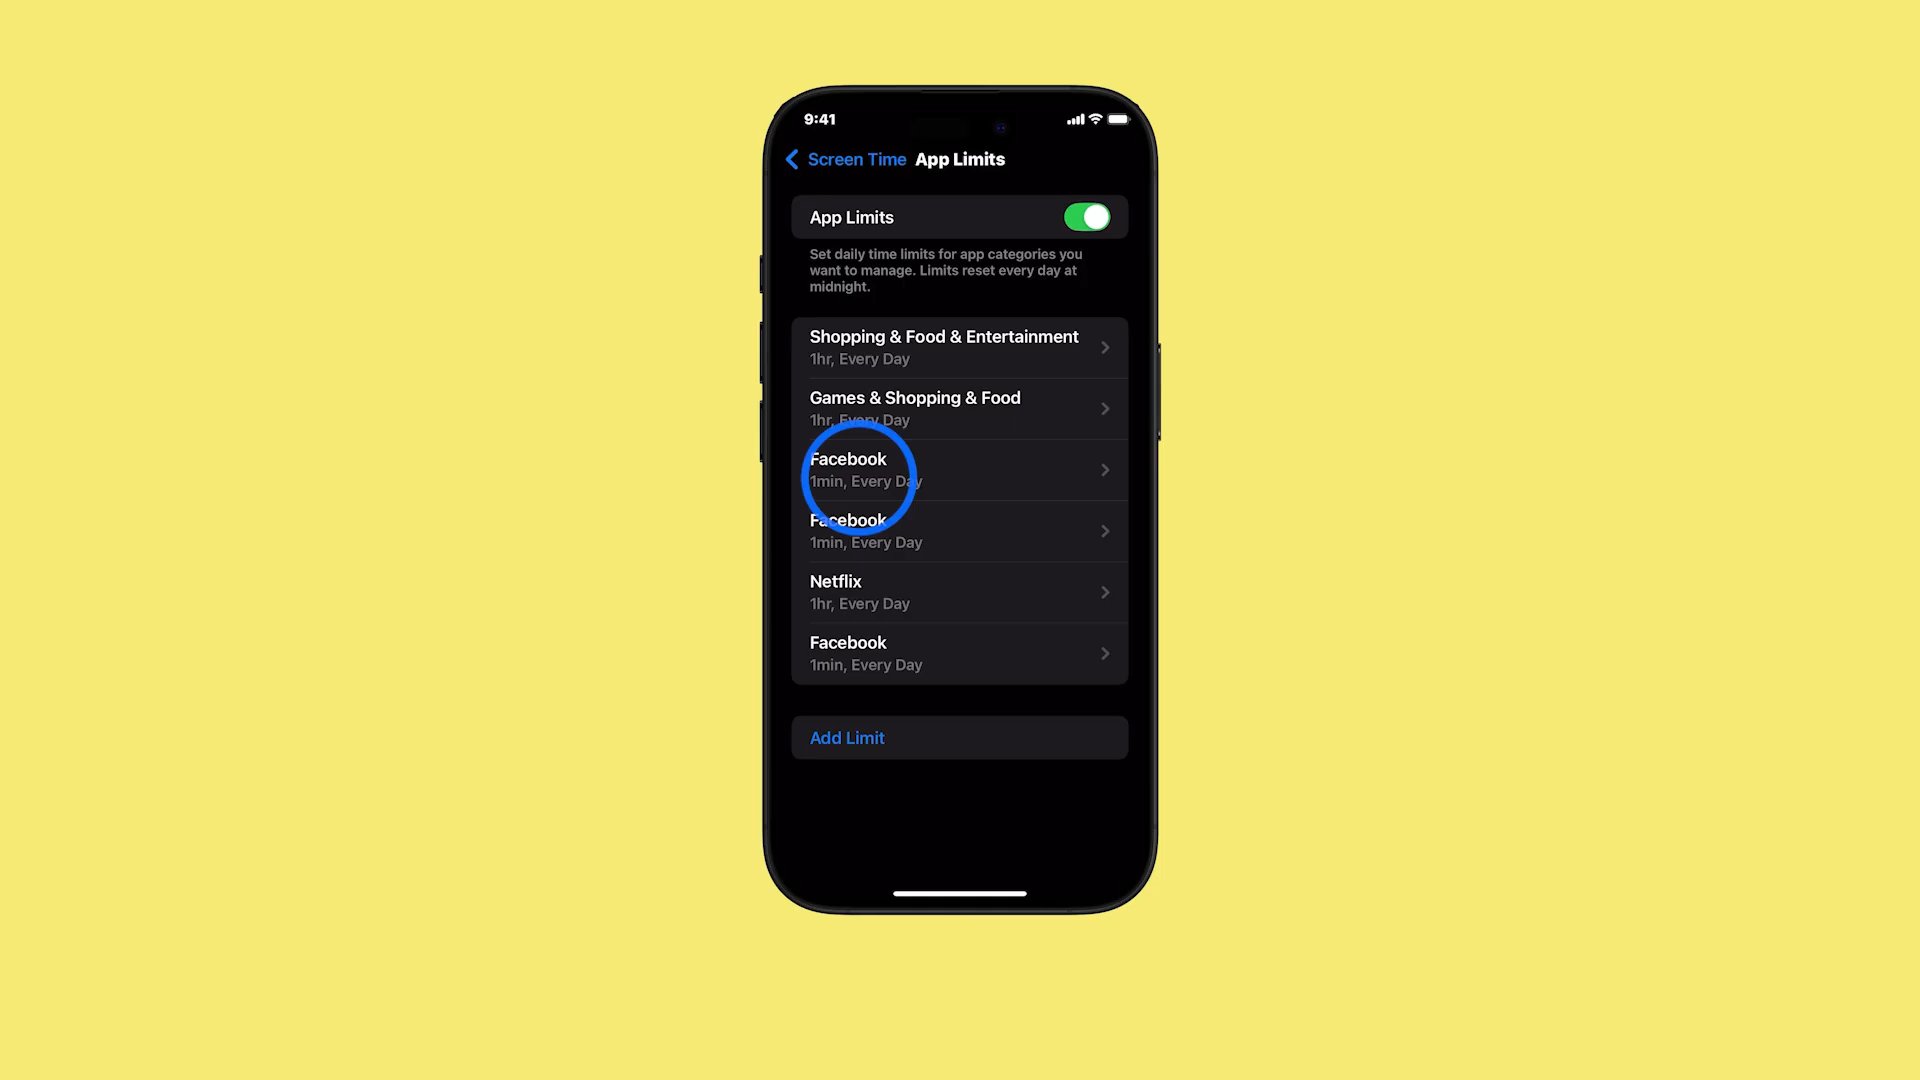 9:41
Screen Time App Limits
App Limits
Set daily time limits for app categories you
want to manage. Limits reset every day at
midnight.
Shopping & Food & Entertainment
1hr, Every Day
Games & Shopping & Food
1hr, Every Day
Facebook
1min, Every Day
Facebook
1min, Every Day
Netflix
1hr, Every Day
Facebook
1min, Every Day
Add Limit